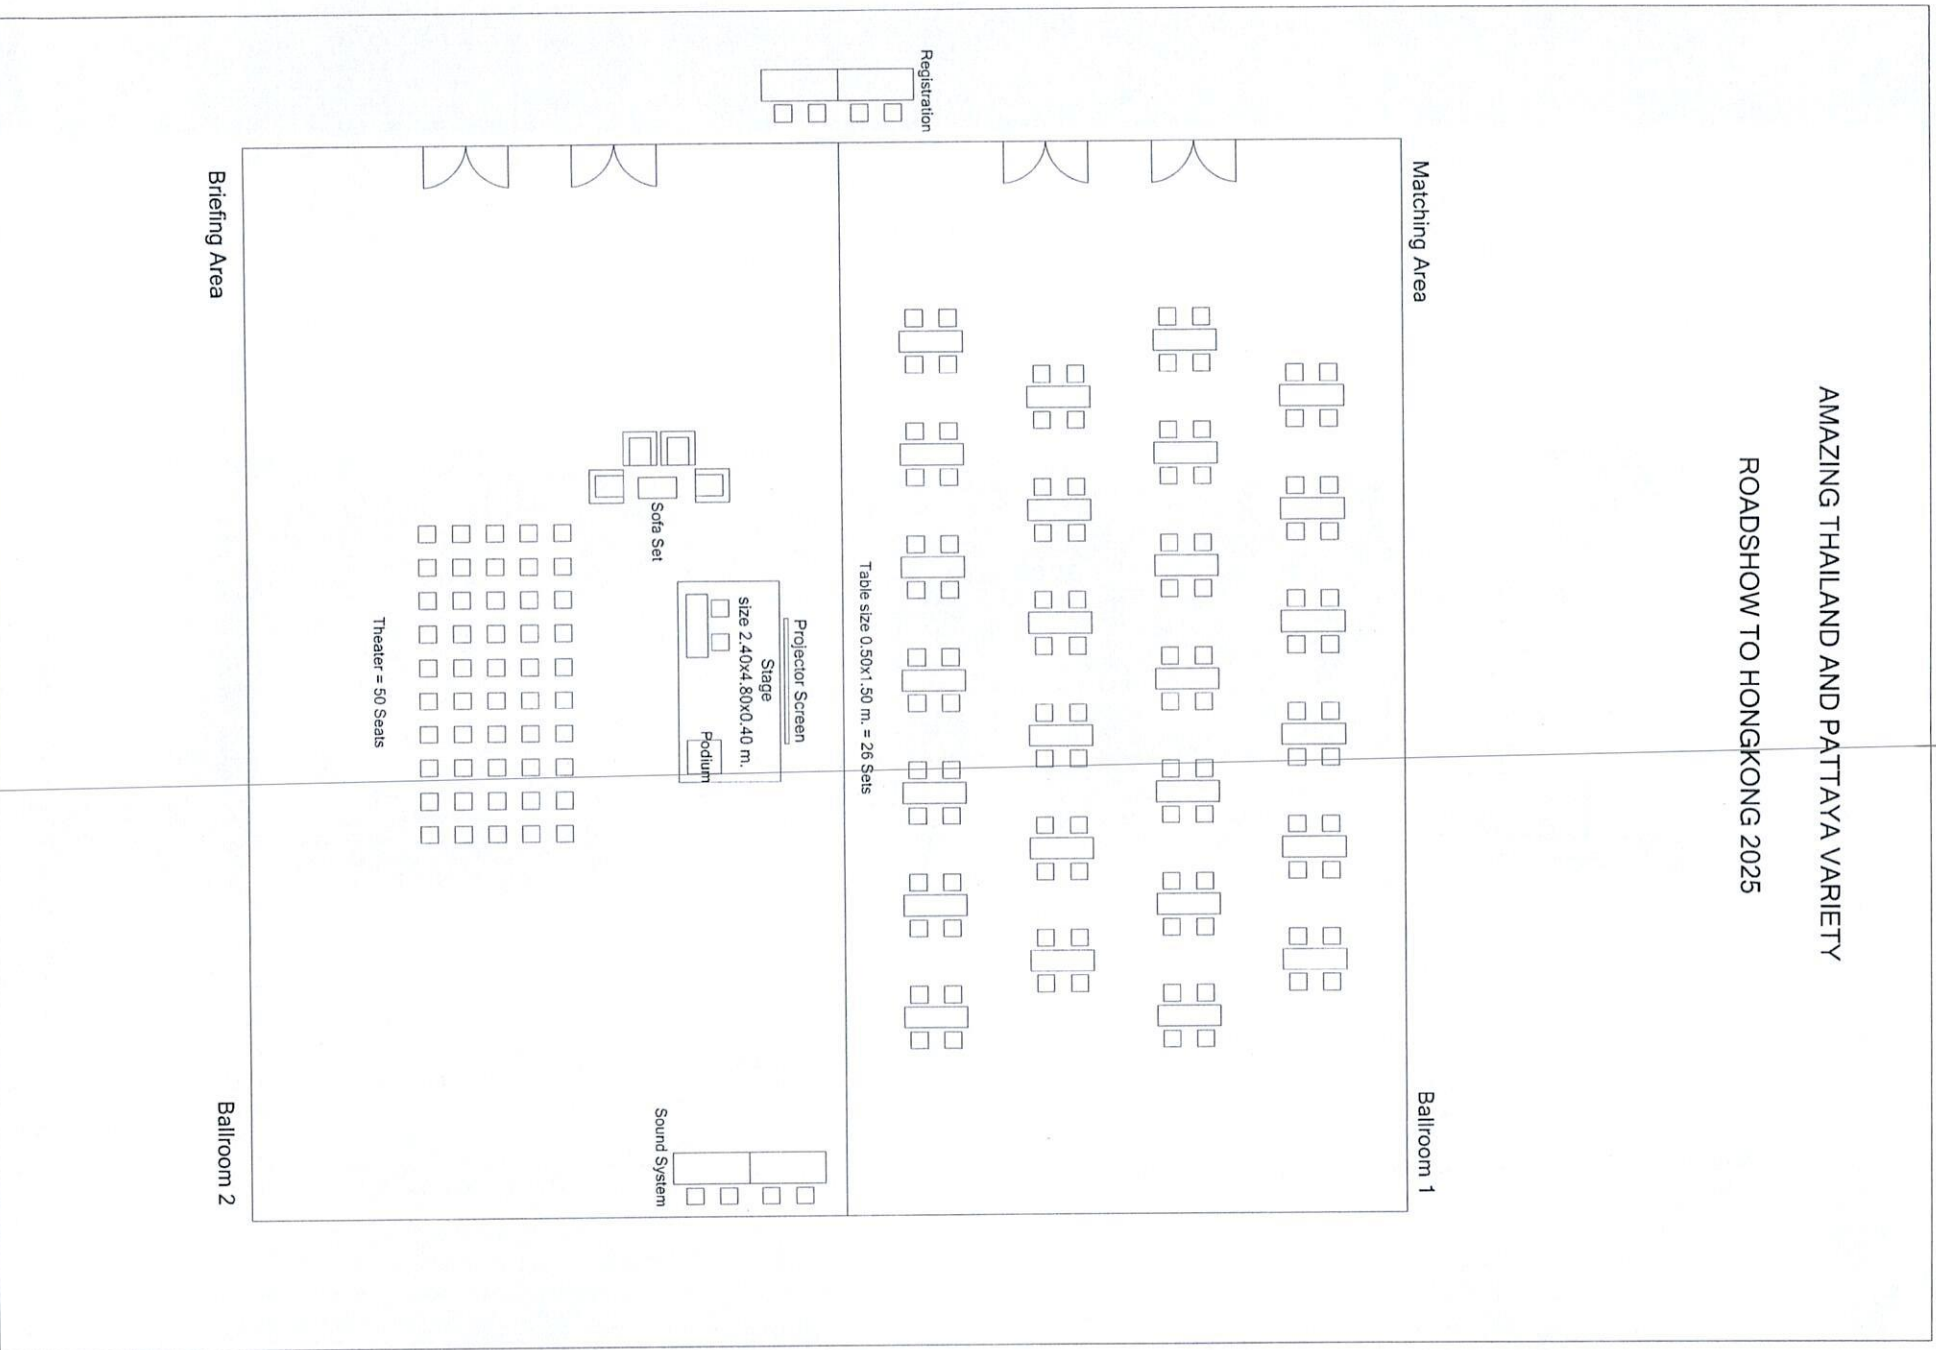 AMAZING THAILAND AND PATTAYA VARIETY
ROADSHOW TO HONGKONG 2025
Matching Area
Ballroom 1
Registration
Table size 0.50x1.50 m. = 26 Sets
Projector Screen
Stage
size 2.40x4.80x0.40 m.
Podium
Sofa Set
Sound System
Theater = 50 Seats
Briefing Area
Ballroom 2